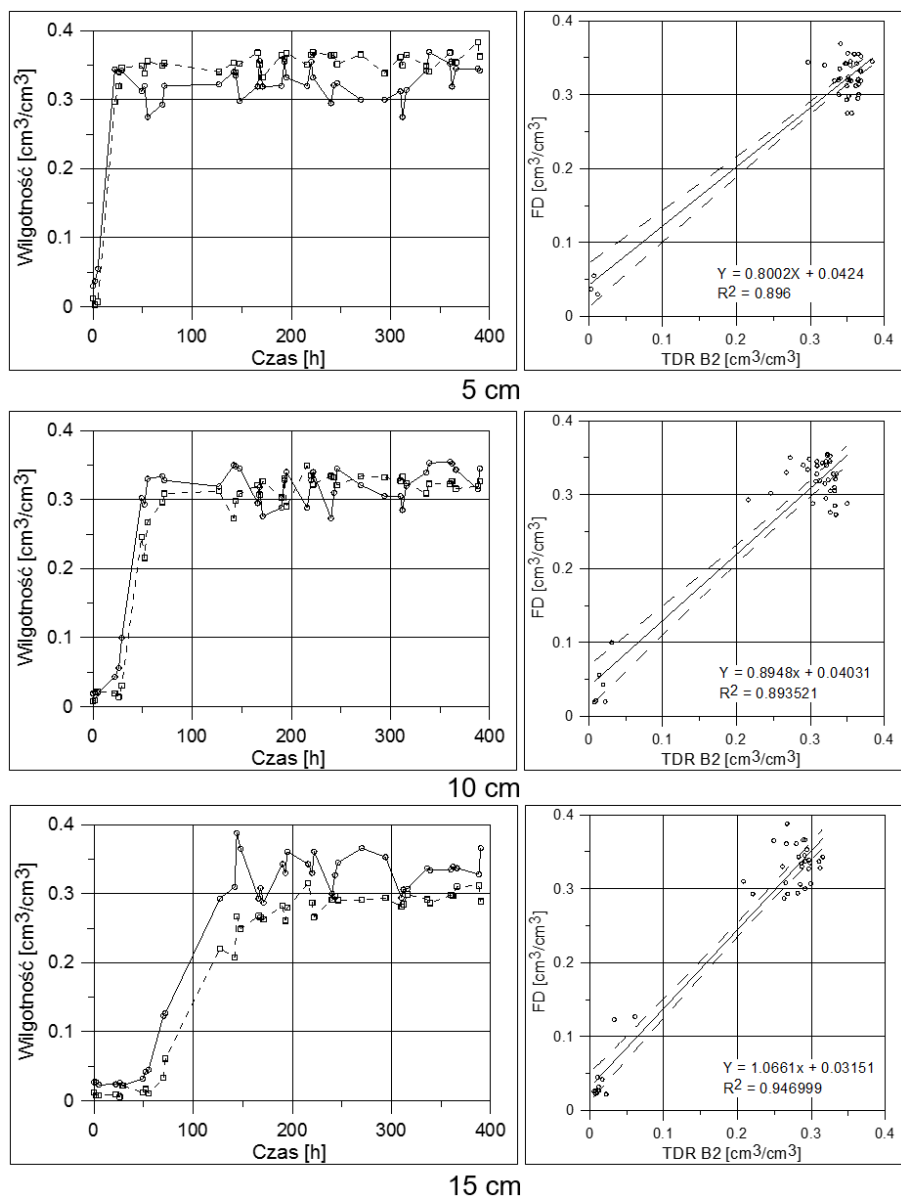 0.4
0.3
0.2
0.1
0
Wilgotność [cm³/cm³]
0 100 200 300 400
Czas [h]
0.4
0.3
0.2
0.1
0
FD [cm³/cm³]
Y = 0.8002X + 0.0424
R² = 0.896
0 0.1 0.2 0.3 0.4
TDR B2 [cm³/cm³]
5 cm
0.4
0.3
0.2
0.1
0
Wilgotność [cm³/cm³]
0 100 200 300 400
Czas [h]
0.4
0.3
0.2
0.1
0
FD [cm³/cm³]
Y = 0.8948x + 0.04031
R² = 0.893521
0 0.1 0.2 0.3 0.4
TDR B2 [cm³/cm³]
10 cm
0.4
0.3
0.2
0.1
0
Wilgotność [cm³/cm³]
0 100 200 300 400
Czas [h]
0.4
0.3
0.2
0.1
0
FD [cm³/cm³]
Y = 1.0661x + 0.03151
R² = 0.946999
0 0.1 0.2 0.3 0.4
TDR B2 [cm³/cm³]
15 cm